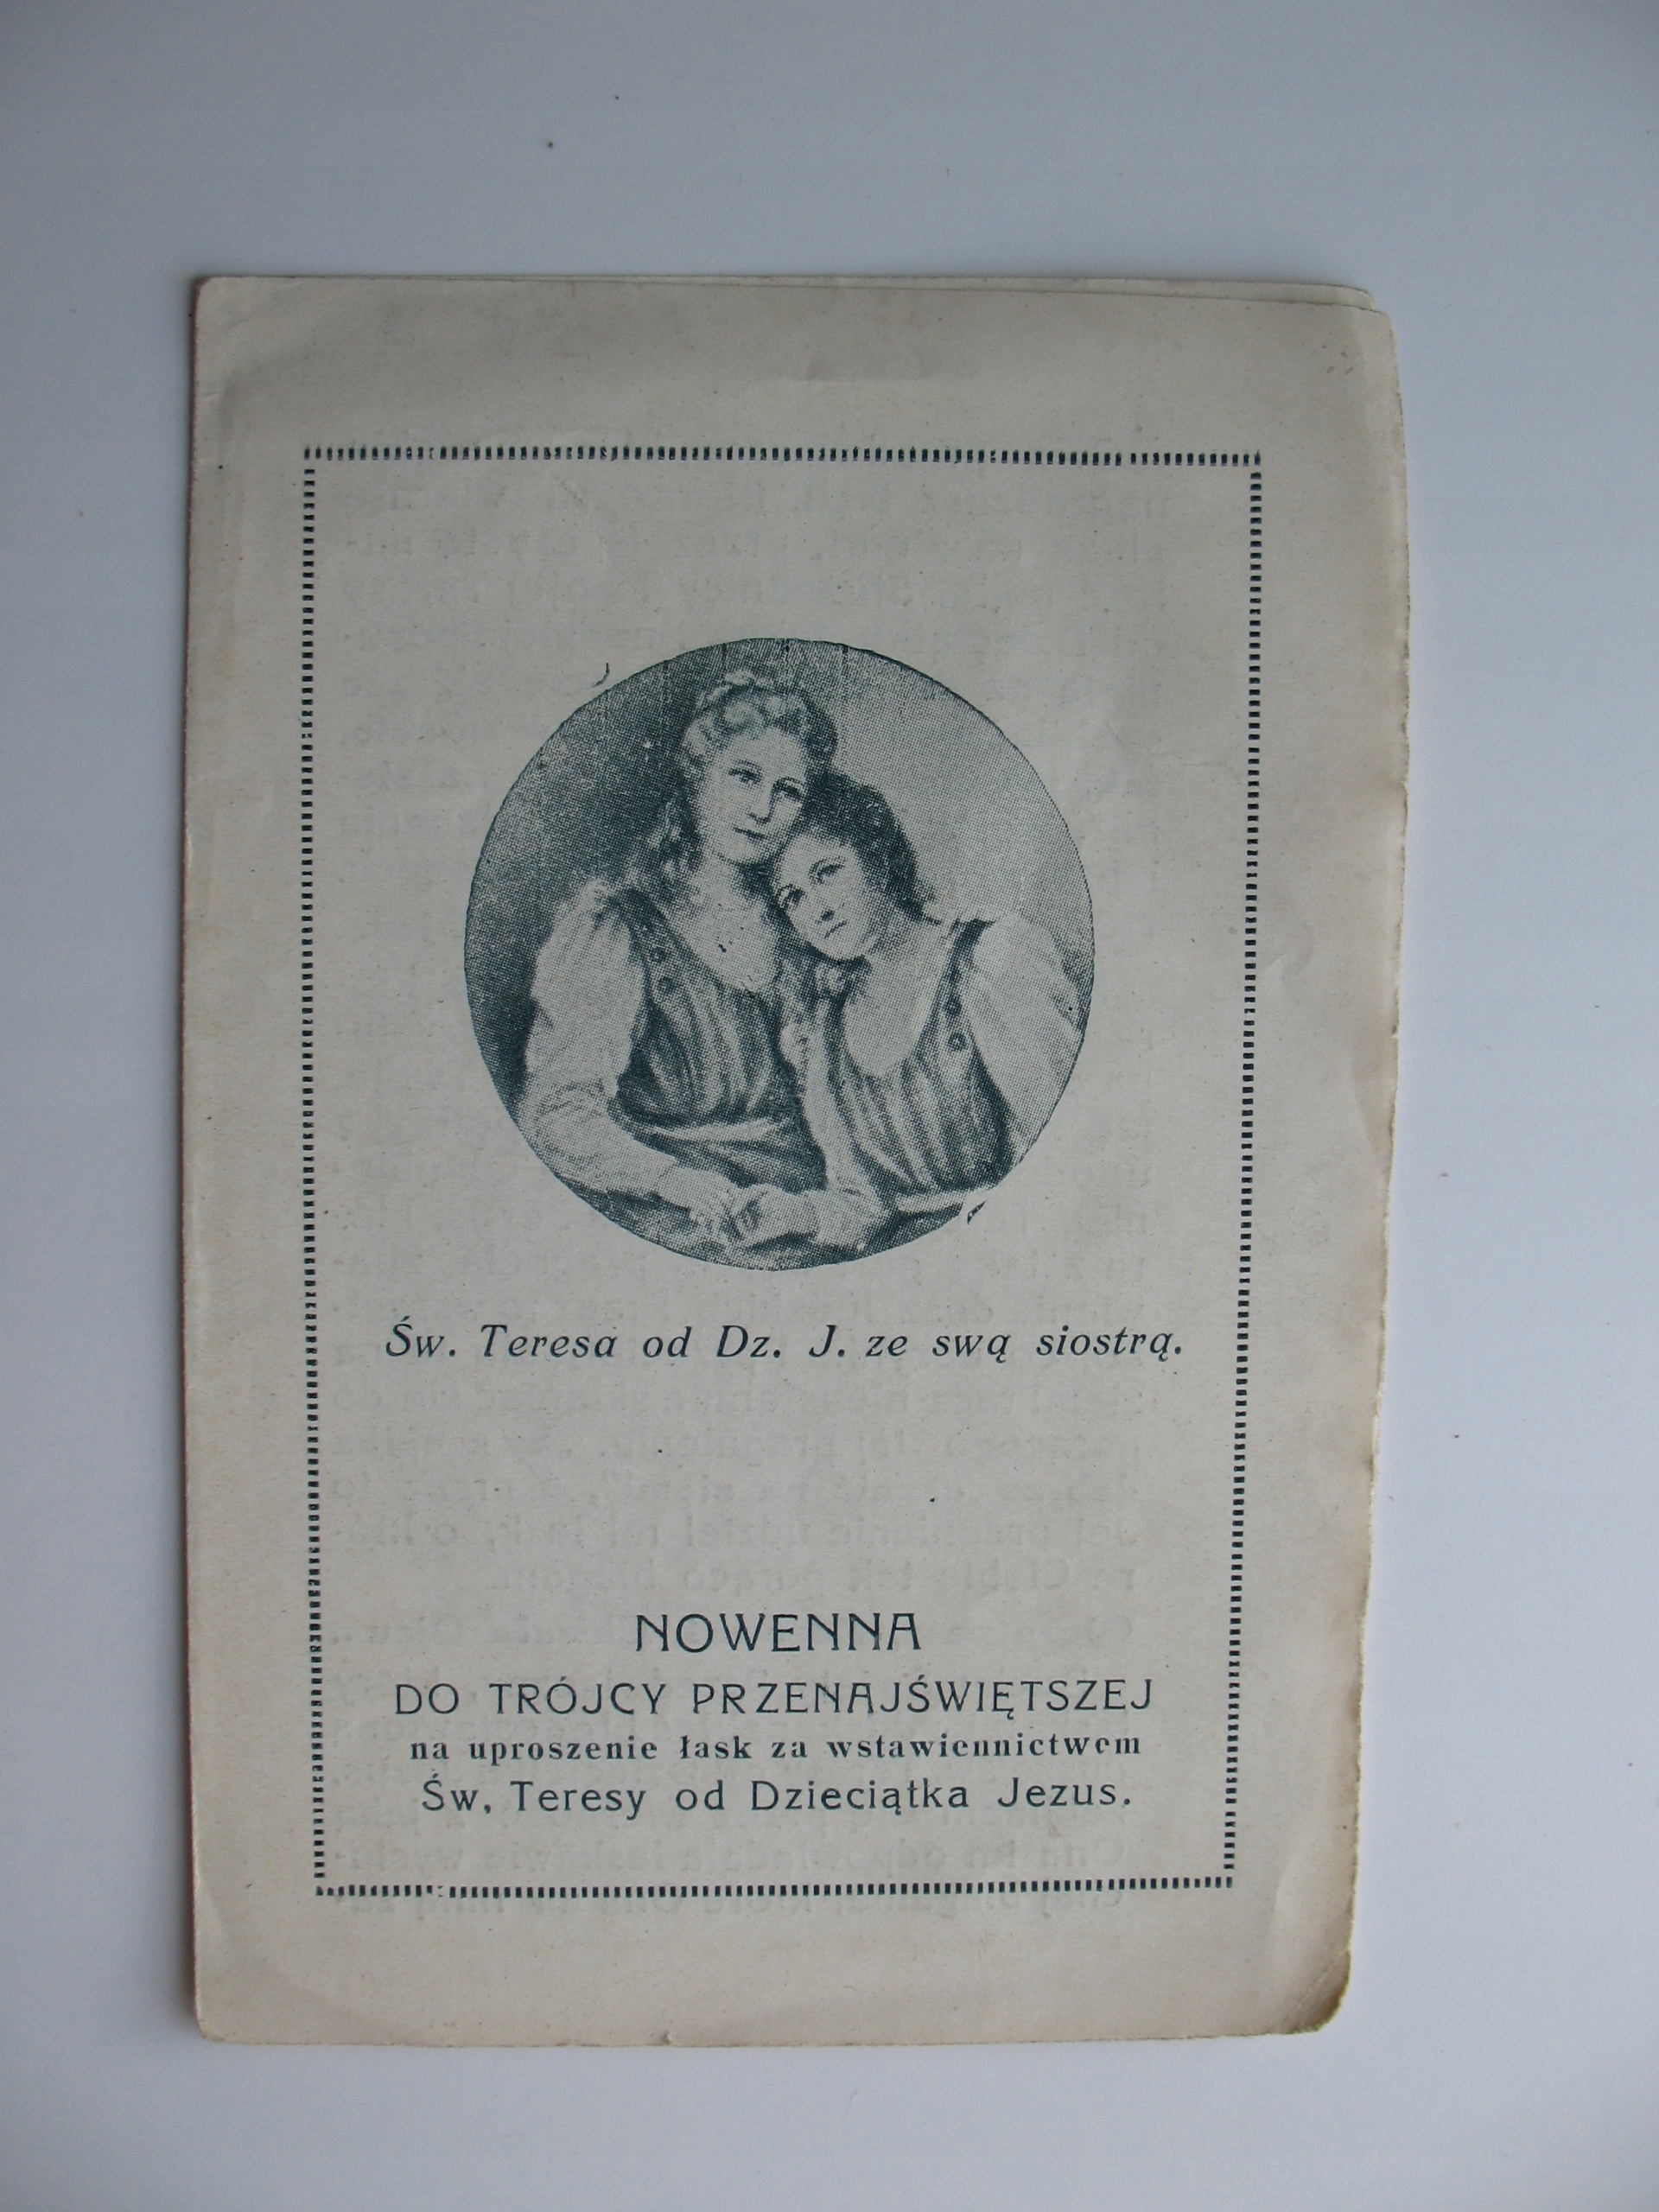 Św. Teresa od Dz. J. ze swą siostrą.
NOWENNA
DO TRÓJCY PRZENAJŚWIĘTSZEJ
na uproszenie łask za wstawiennictwem
Św. Teresy od Dzieciątka Jezus.